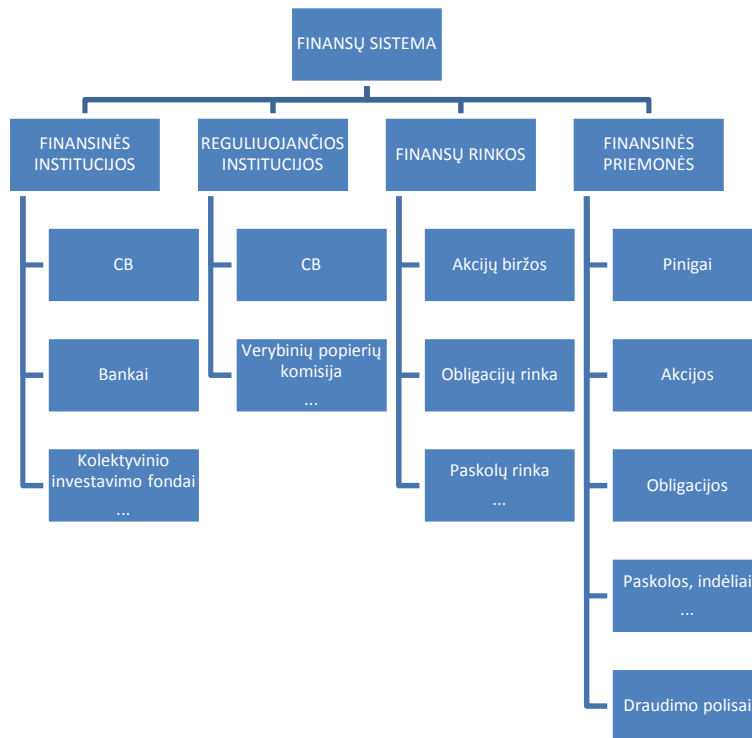 FINANSŲ SISTEMA
FINANSINĖS
INSTITUCIJOS
CB
Bankai
Kolektyvinio
investavimo fondai
...
REGULIUOJANČIOS
INSTITUCIJOS
CB
Verybinių popierių
komisija
...
FINANSŲ RINKOS
Akcijų biržos
Obligacijų rinka
Paskolų rinka
...
FINANSINĖS
PRIEMONĖS
Pinigai
Akcijos
Obligacijos
Paskolos, indėliai
...
Draudimo polisai